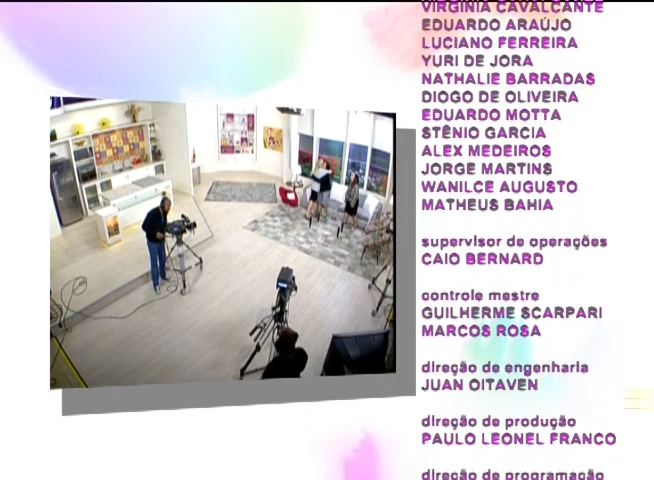 VIRGINIA CAVALCANTE
EDUARDO ARAÚJO
LUCIANO FERREIRA
YURI DE JORA
NATHALIE BARRADAS
DIOGO DE OLIVEIRA
EDUARDO MOTTA
STÊNIO GARCIA
ALEX MEDEIROS
JORGE MARTINS
WANILCE AUGUSTO
MATHEUS BAHIA
supervisor de operações
CAIO BERNARD
controle mestre
GUILHERME SCARPARI
MARCOS ROSA
direção de engenharia
JUAN OITAVEN
direção de produção
PAULO LEONEL FRANCO
direção de programação